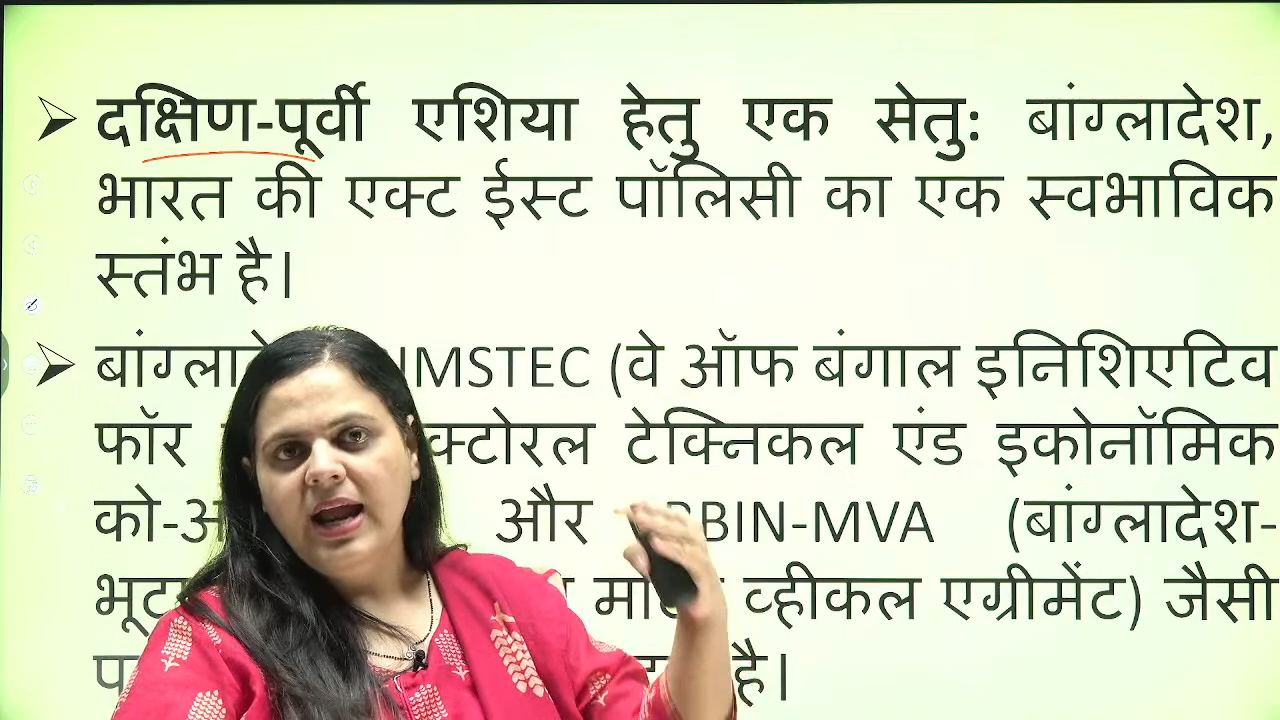 दक्षिण-पूर्वी एशिया हेतु एक सेतुः बांग्लादेश,
भारत की एक्ट ईस्ट पॉलिसी का एक स्वभाविक
स्तंभ है।
IMSTEC (वे ऑफ बंगाल इनिशिएटिव
फॉर क्टोरल टेक्निकल एंड इकोनॉमिक
को-अ और BBIN-MVA (बांग्लादेश-
व्हीकल एग्रीमेंट) जैसी
है।